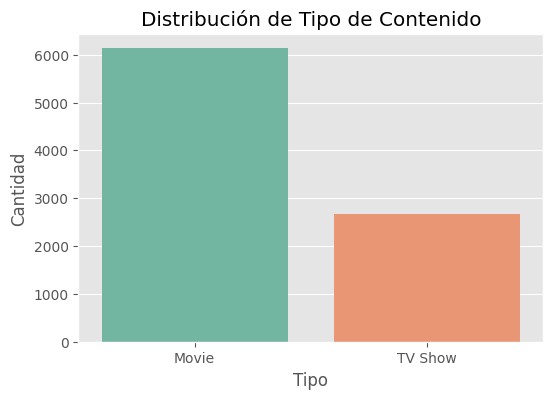 Distribución de Tipo de Contenido
Cantidad
6000
5000
4000
3000
2000
1000
0
Movie
TV Show
Tipo